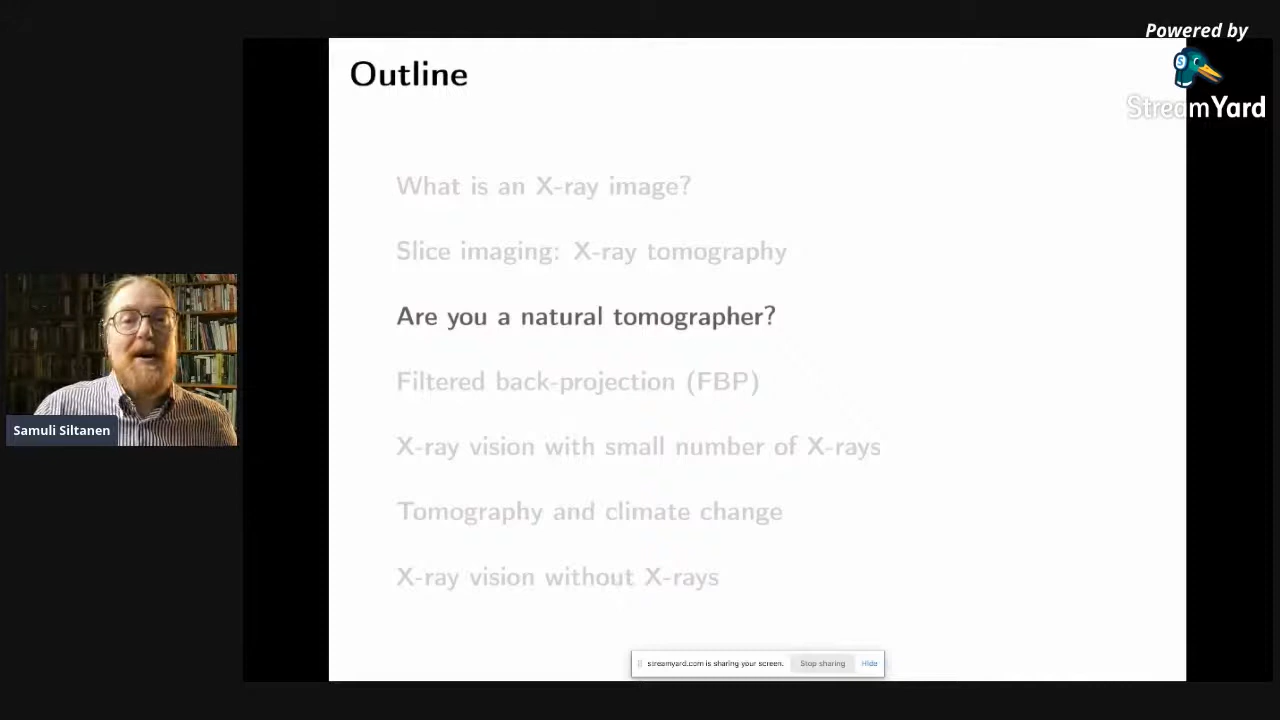 Powered by
StreamYard
Outline
What is an X-ray image?
Slice imaging: X-ray tomography
Are you a natural tomographer?
Filtered back-projection (FBP)
X-ray vision with small number of X-rays
Tomography and climate change
X-ray vision without X-rays
Samuli Siltanen
streamyard.com is sharing your screen. Stop sharing Hide